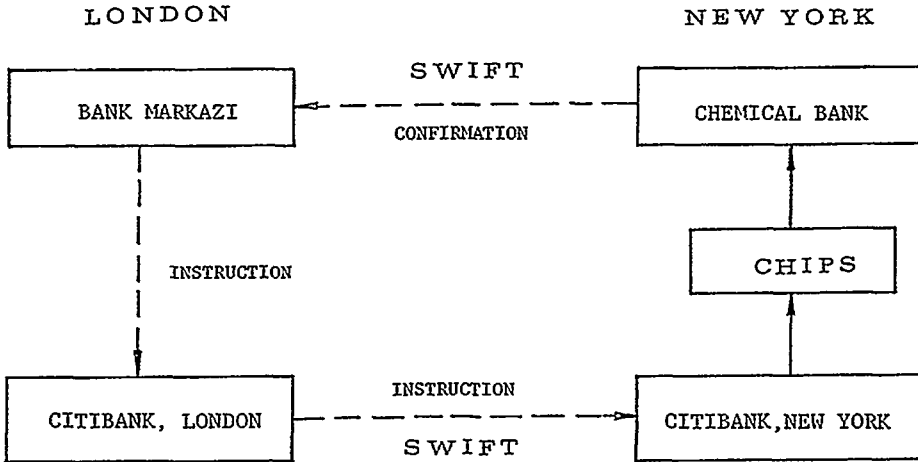 LONDON
NEW YORK
SWIFT
BANK MARKAZI
CHEMICAL BANK
CONFIRMATION
INSTRUCTION
CHIPS
INSTRUCTION
CITIBANK, LONDON
CITIBANK,NEW YORK
SWIFT